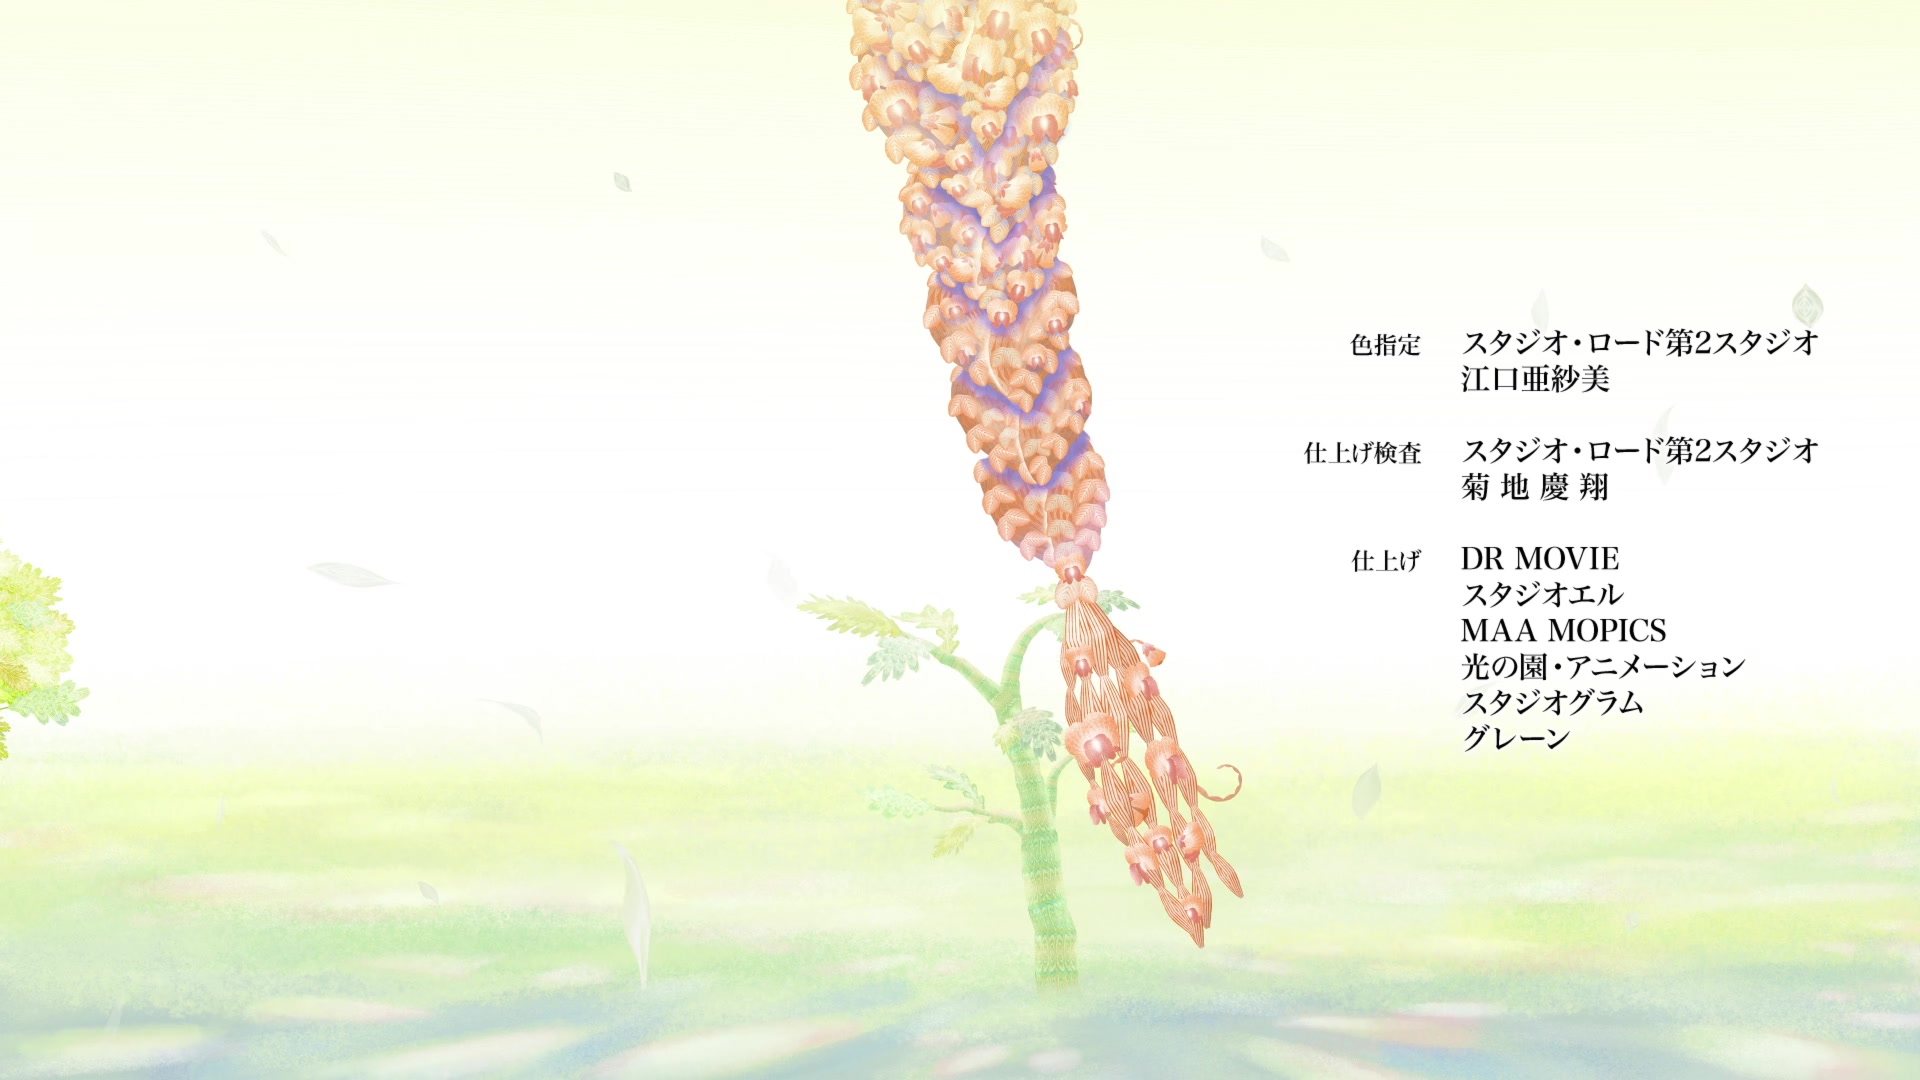 色指定 スタジオ・ロード第2スタジオ
江口亜紗美
仕上げ検査 スタジオ・ロード第2スタジオ
菊地慶翔
仕上げ DR MOVIE
スタジオエル
MAA MOPICS
光の園・アニメーション
スタジオグラム
グレーン